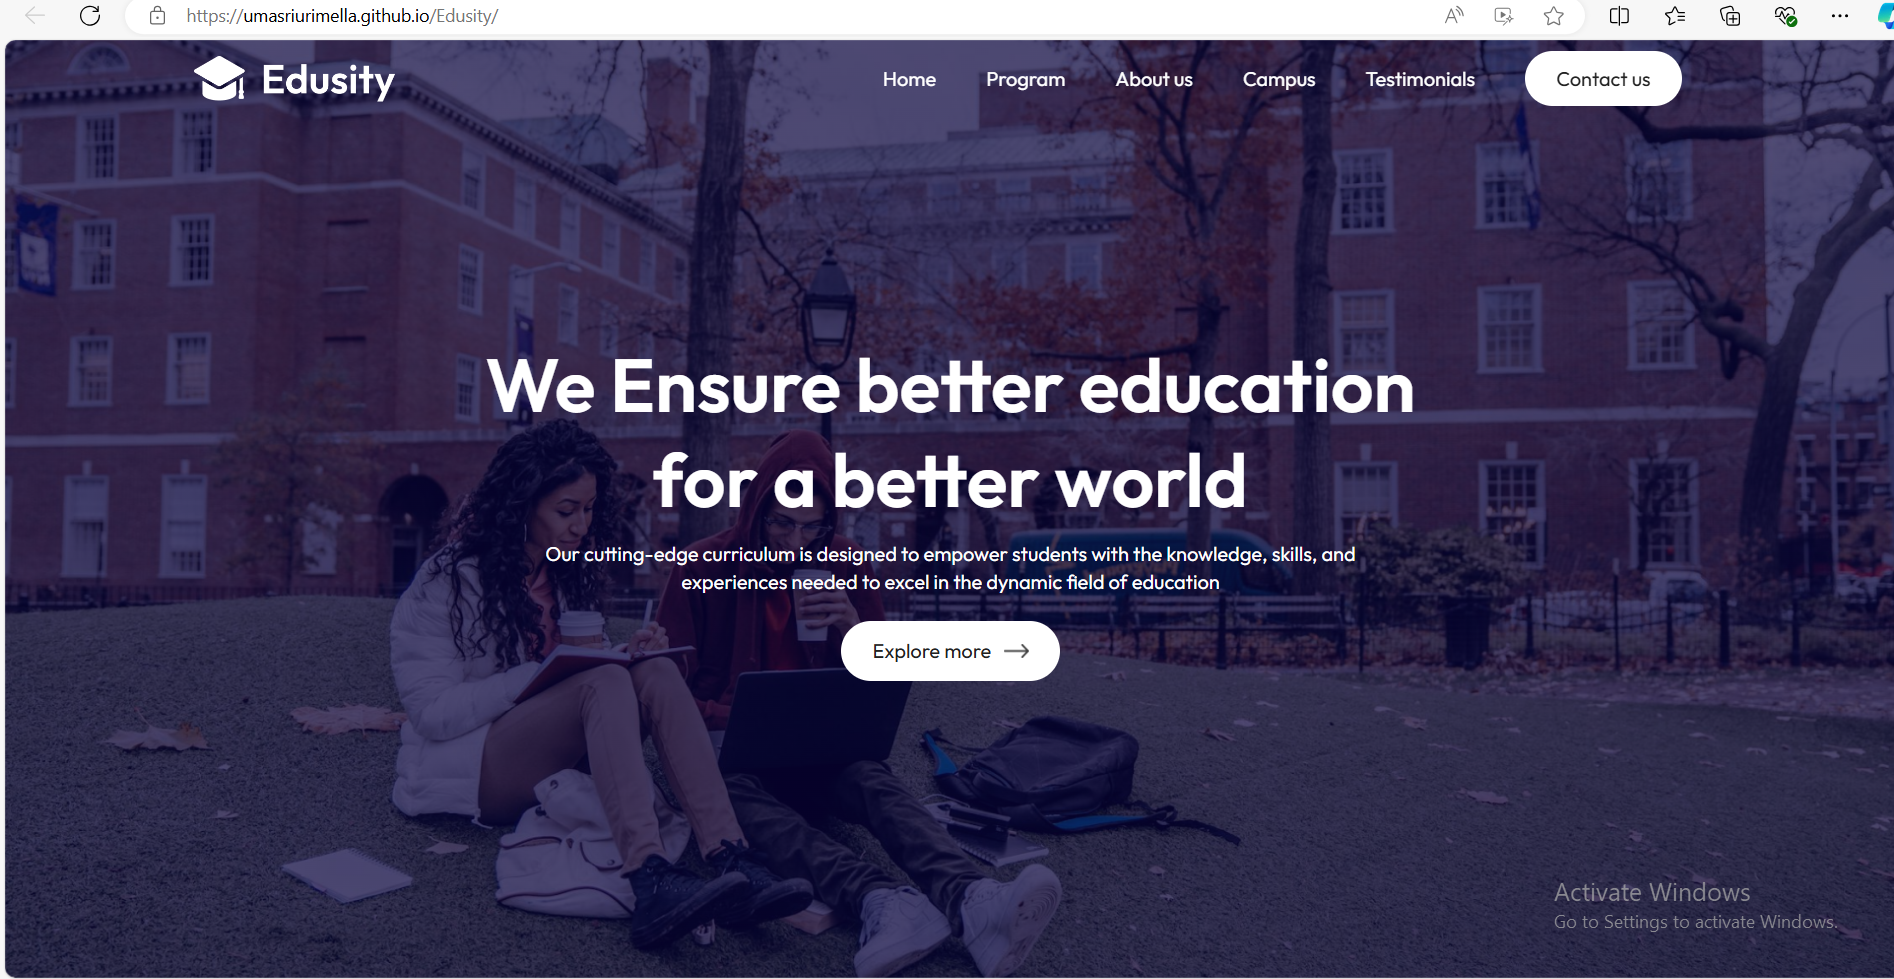 https://umasriurimella.github.io/Edusity/
Edusity
Home
Program
About us
Campus
Testimonials
Contact us
We Ensure better education
for a better world
Our cutting-edge curriculum is designed to empower students with the knowledge, skills, and
experiences needed to excel in the dynamic field of education
Explore more
Activate Windows
Go to Settings to activate Windows.